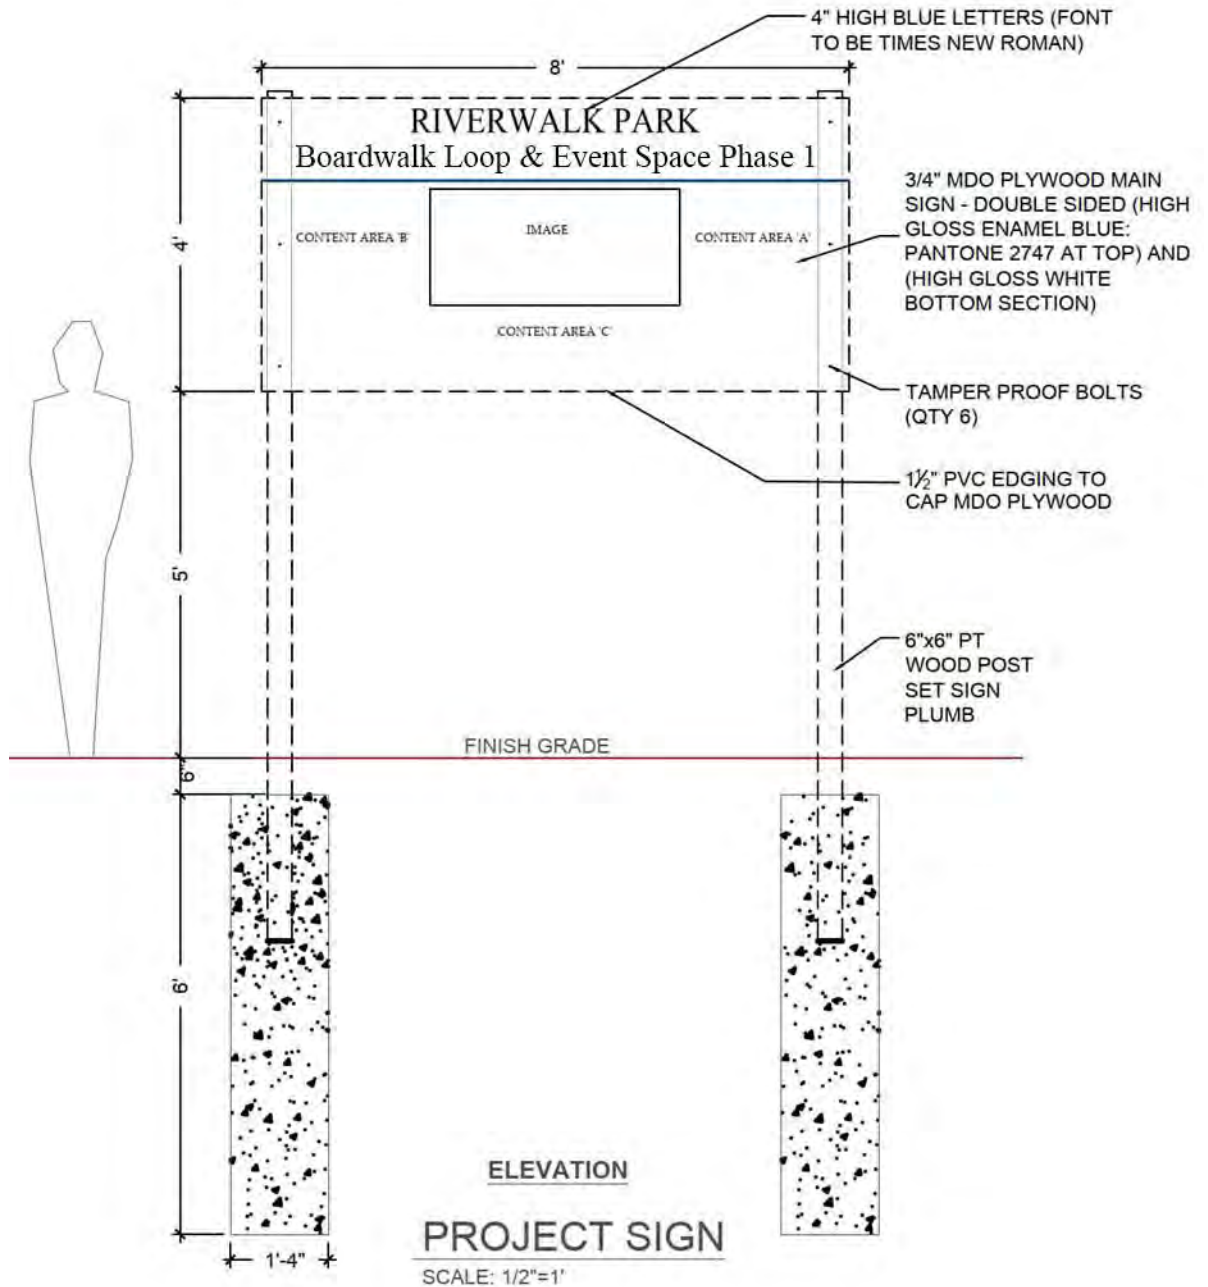 4" HIGH BLUE LETTERS (FONT
TO BE TIMES NEW ROMAN)
8'
RIVERWALK PARK
Boardwalk Loop & Event Space Phase 1
3/4" MDO PLYWOOD MAIN
SIGN - DOUBLE SIDED (HIGH
GLOSS ENAMEL BLUE:
PANTONE 2747 AT TOP) AND
(HIGH GLOSS WHITE
BOTTOM SECTION)
4'
CONTENT AREA 'B'
IMAGE
CONTENT AREA 'A'
CONTENT AREA 'C'
TAMPER PROOF BOLTS
(QTY 6)
1½" PVC EDGING TO
CAP MDO PLYWOOD
5'
6"x6" PT
WOOD POST
SET SIGN
PLUMB
FINISH GRADE
6"
6'
ELEVATION
PROJECT SIGN
1'-4"
SCALE: 1/2"=1'